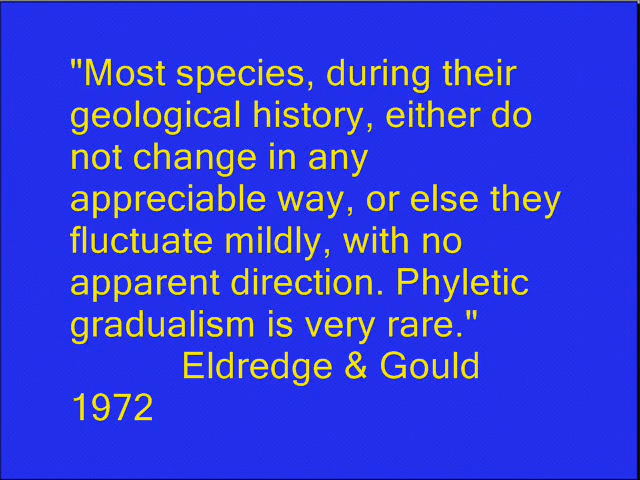 "Most species, during their
geological history, either do
not change in any
appreciable way, or else they
fluctuate mildly, with no
apparent direction. Phyletic
gradualism is very rare."
Eldredge & Gould
1972